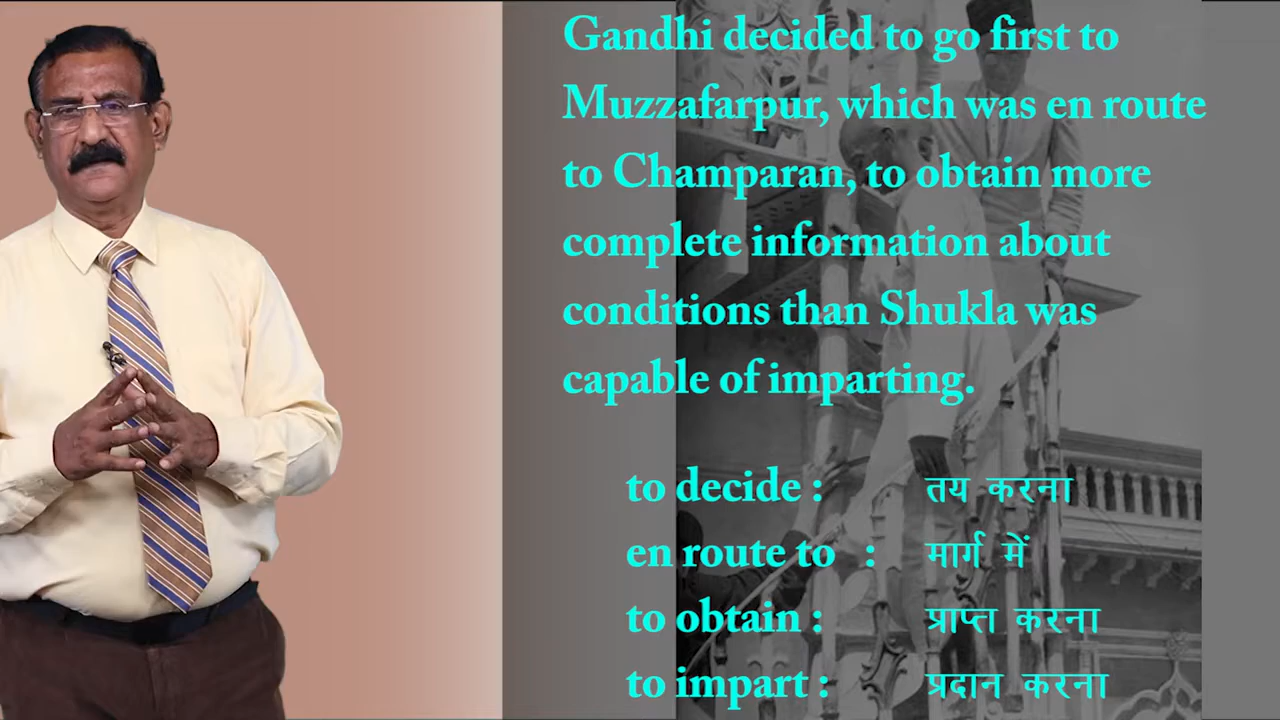 Gandhi decided to go first to
Muzzafarpur, which was en route
to Champaran, to obtain more
complete information about
conditions than Shukla was
capable of imparting.
to decide : तय करना
en route to : मार्ग में
to obtain : प्राप्त करना
to impart : प्रदान करना